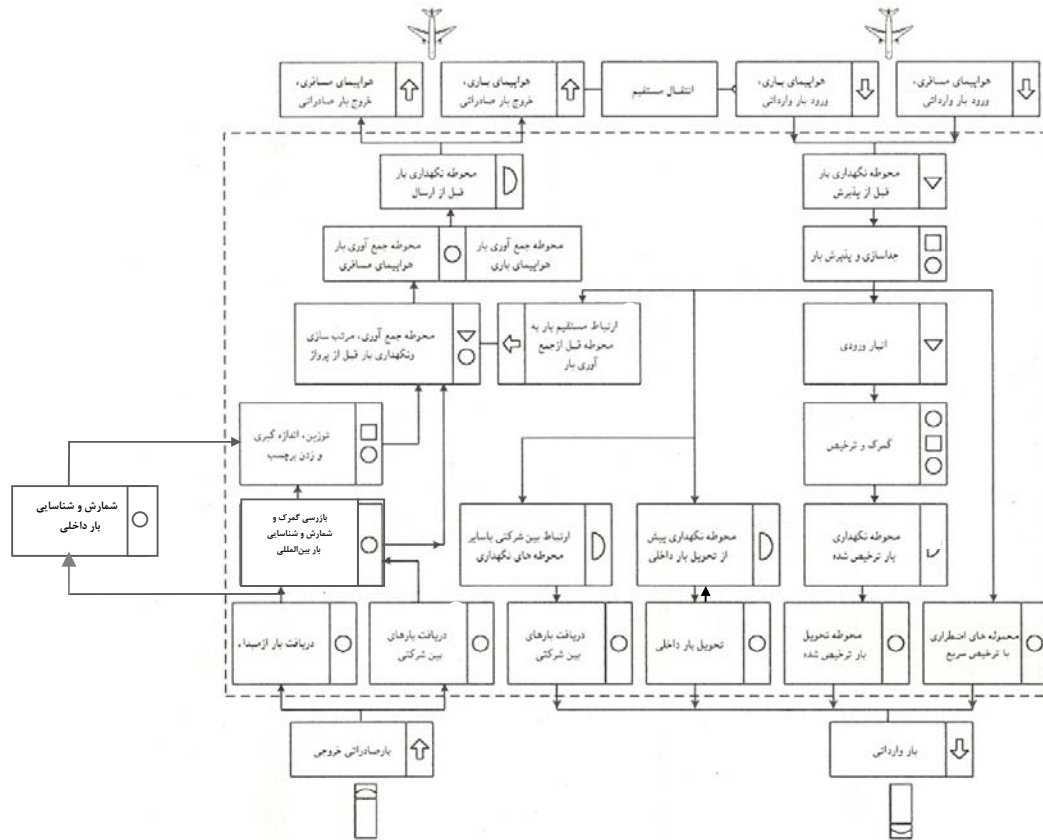 هواپیمای مسافری،
ورود بار وارداتی
هواپیمای باری،
ورود بار وارداتی
انتقال مستقیم
هواپیمای باری،
خروج بار صادراتی
هواپیمای مسافری،
خروج بار صادراتی
محوطه نگهداری بار
قبل از پذیرش
محوطه نگهداری بار
قبل از ارسال
جداسازی و پذیرش بار
محوطه جمع آوری بار
هواپیمای باری
محوطه جمع آوری بار
هواپیمای مسافری
انبار ورودی
ارتباط مستقیم بار به
محوطه قبل ازجمع
آوری بار
محوطه جمع آوری، مرتب سازی
ونگهداری بار قبل از پرواز
گمرک و ترخیص
توزین، اندازه گیری
و زدن برچسب
شمارش و شناسایی
بار داخلی
محوطه نگهداری
بار ترخیص شده
محوطه نگهداری پیش
از تحویل بار داخلی
ارتباط بین شرکتی باسایر
محوطه های نگهداری
بازرسی گمرک و
شمارش و شناسایی
بار بین‌المللی
محموله های اضطراری
با ترخیص سریع
محوطه تحویل
بار ترخیص شده
تحویل بار داخلی
دریافت بارهای
بین شرکتی
دریافت بارهای
بین شرکتی
دریافت بار ازمبداء
بار وارداتی
بارصادراتی خروجی